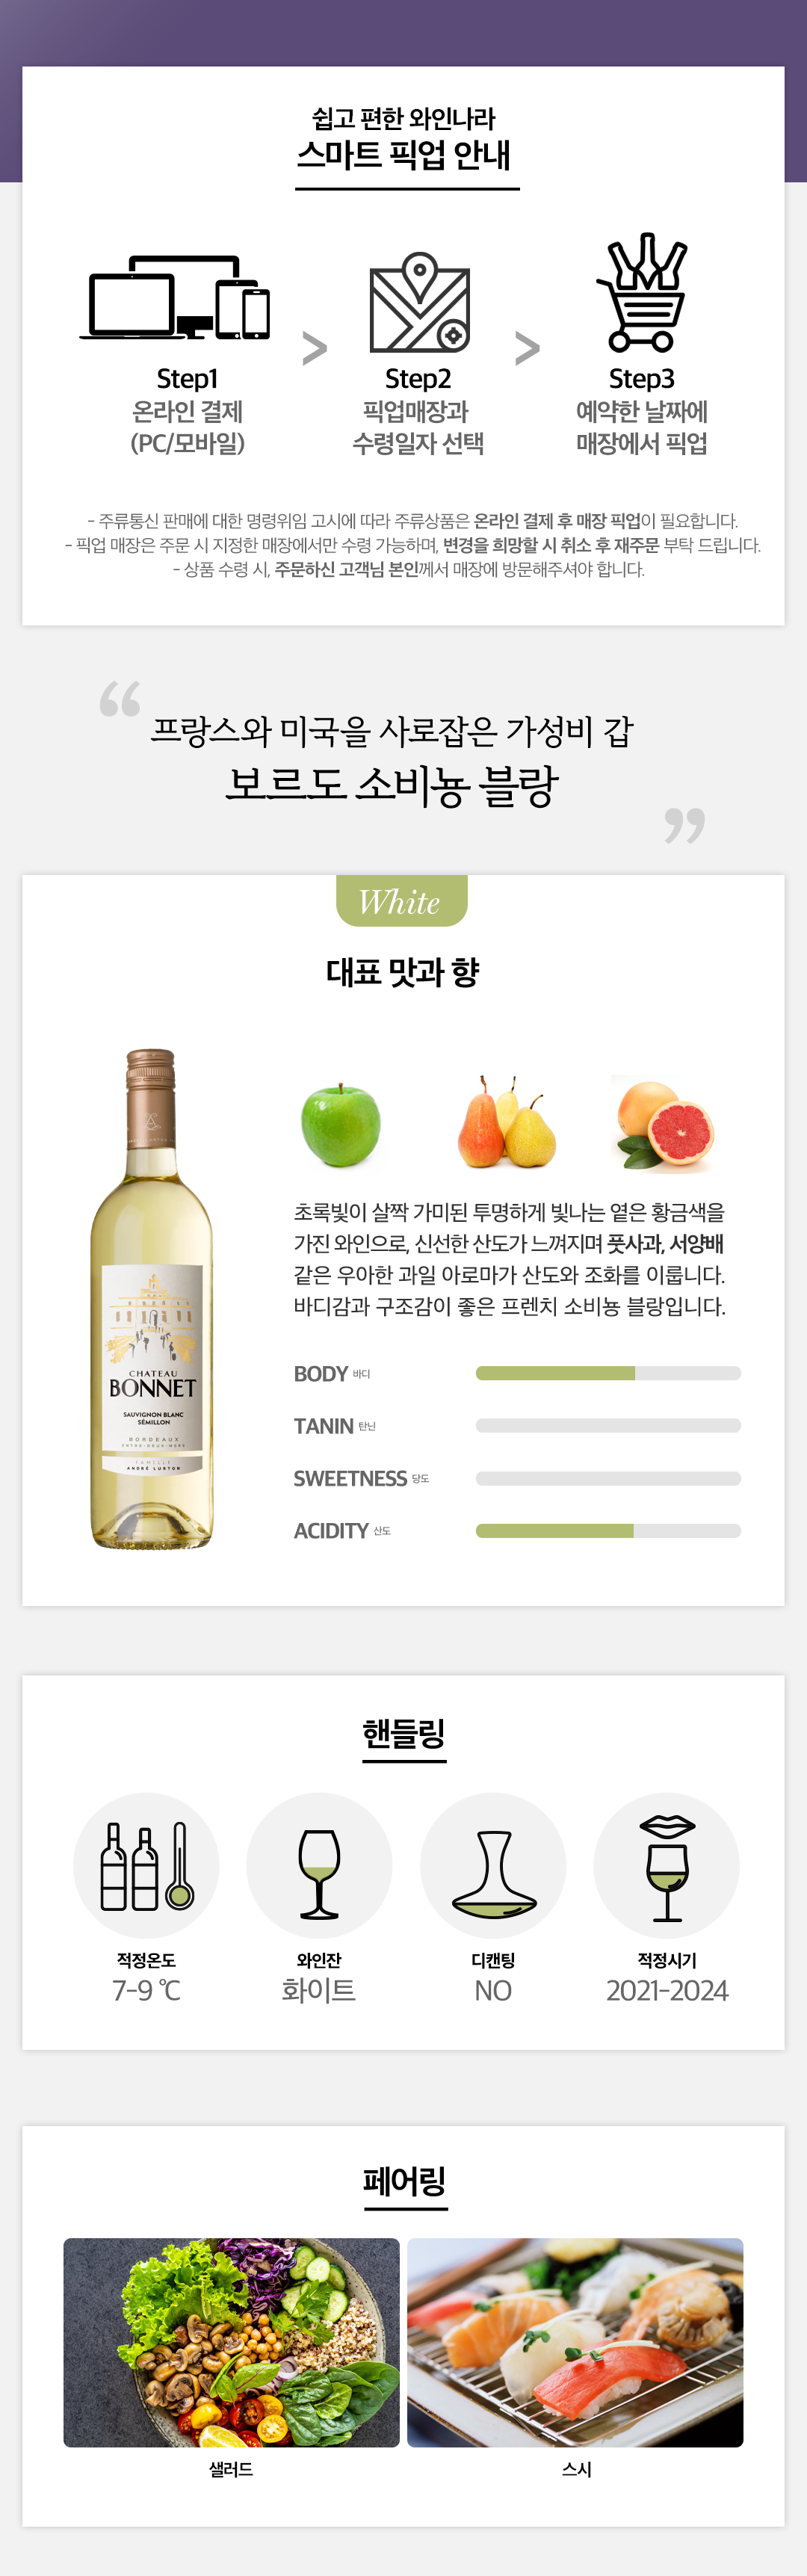 쉽고 편한 와인나라
스마트 픽업 안내
Step1
온라인 결제
(PC/모바일)
>
Step2
픽업매장과
수령일자 선택
>
Step3
예약한 날짜에
매장에서 픽업
- 주류통신 판매에 대한 명령위임 고시에 따라 주류상품은 온라인 결제 후 매장 픽업이 필요합니다.
- 픽업 매장은 주문 시 지정한 매장에서만 수령 가능하며, 변경을 희망할 시 취소 후 재주문 부탁 드립니다.
- 상품 수령 시, 주문하신 고객님 본인께서 매장에 방문해주셔야 합니다.
“ 프랑스와 미국을 사로잡은 가성비 갑
보르도 소비뇽 블랑 ”
White
대표 맛과 향
초록빛이 살짝 가미된 투명하게 빛나는 옅은 황금색을
가진 와인으로, 신선한 산도가 느껴지며 풋사과, 서양배
같은 우아한 과일 아로마가 산도와 조화를 이룹니다.
바디감과 구조감이 좋은 프렌치 소비뇽 블랑입니다.
CHATEAU
BONNET
SAUVIGNON BLANC
SÉMILLON
BORDEAUX
ENTRE-DEUX-MERS
FAMILLE
ANDRÉ LURTON
BODY 바디
TANIN 탄닌
SWEETNESS 당도
ACIDITY 산도
핸들링
적정온도
7-9 ℃
와인잔
화이트
디캔팅
NO
적정시기
2021-2024
페어링
샐러드
스시